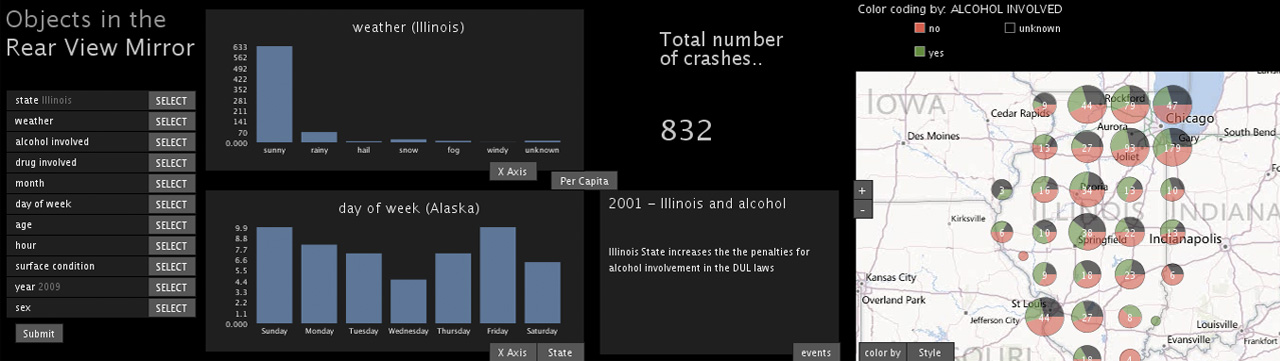 Objects in the
Rear View Mirror
state Illinois SELECT
weather SELECT
alcohol involved SELECT
drug involved SELECT
month SELECT
day of week SELECT
age SELECT
hour SELECT
surface condition SELECT
year 2009 SELECT
sex SELECT
Submit
weather (Illinois)
633
562
492
422
352
281
211
141
70
0.000
sunny rainy hail snow fog windy unknown
X Axis
Per Capita
day of week (Alaska)
9.9
8.8
7.7
6.6
5.5
4.4
3.3
2.2
1.1
0.000
Sunday Monday Tuesday Wednesday Thursday Friday Saturday
X Axis State
Total number
of crashes..
832
2001 – Illinois and alcohol
Illinois State increases the the penalties for
alcohol involvement in the DUL laws
events
Color coding by: ALCOHOL INVOLVED
no unknown
yes
+
-
IOWA
Cedar Rapids
9 44 79 47
Rockford
Chicago
Des Moines
Aurora
Gary
South Bend
13 27 93 179
Joliet
3 16 34 13 10
Peoria
ILLINOIS INDIANA
Kirksville
6 10 38 22 13
Springfield
Indianapolis
Kansas City
9 18 23 6
Overland Park
St Louis
Jefferson City
44 27 8
Louisville
Evansville
Frankfort
color by Style